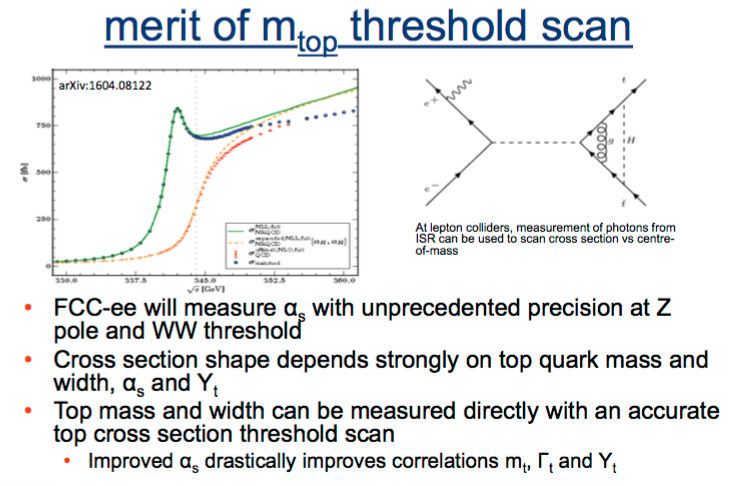 merit of mtop threshold scan
arXiv:1604.08122
1000
750
500
250
0
σ [fb]
330.0 337.5 345.0 352.5 360.0
√s [GeV]
e+
e-
t
g H
t̄
At lepton colliders, measurement of photons from
ISR can be used to scan cross section vs centre-
of-mass
• FCC-ee will measure αs with unprecedented precision at Z
pole and WW threshold
• Cross section shape depends strongly on top quark mass and
width, αs and Yt
• Top mass and width can be measured directly with an accurate
top cross section threshold scan
• Improved αs drastically improves correlations mt, Γt and Yt